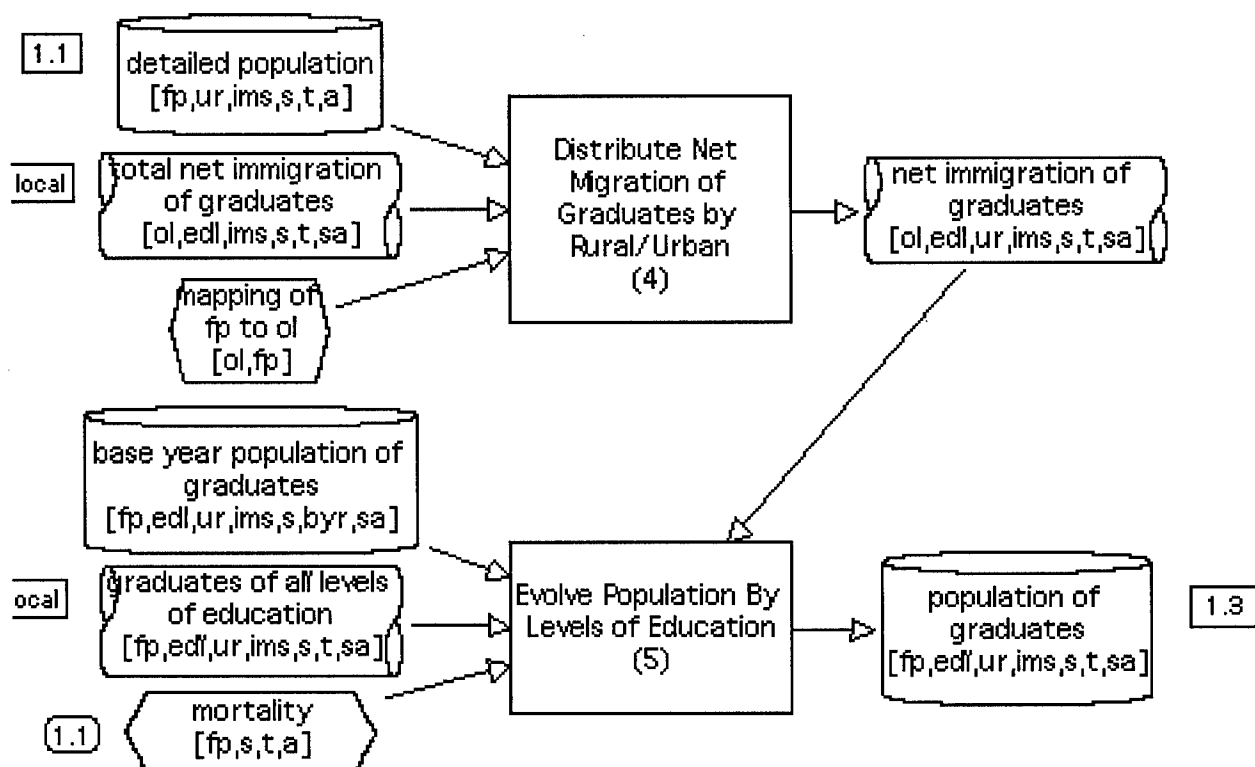 1.1
detailed population
[fp,ur,ims,s,t,a]
local
total net immigration
of graduates
[ol,edl,ims,s,t,sa]
mapping of
fp to ol
[ol,fp]
Distribute Net
Migration of
Graduates by
Rural/Urban
(4)
net immigration of
graduates
[ol,edl,ur,ims,s,t,sa]
base year population of
graduates
[fp,edl,ur,ims,s,byr,sa]
ocal
graduates of all levels
of education
[fp,edl,ur,ims,s,t,sa]
1.1
mortality
[fp,s,t,a]
Evolve Population By
Levels of Education
(5)
population of
graduates
[fp,edl,ur,ims,s,t,sa]
1.3